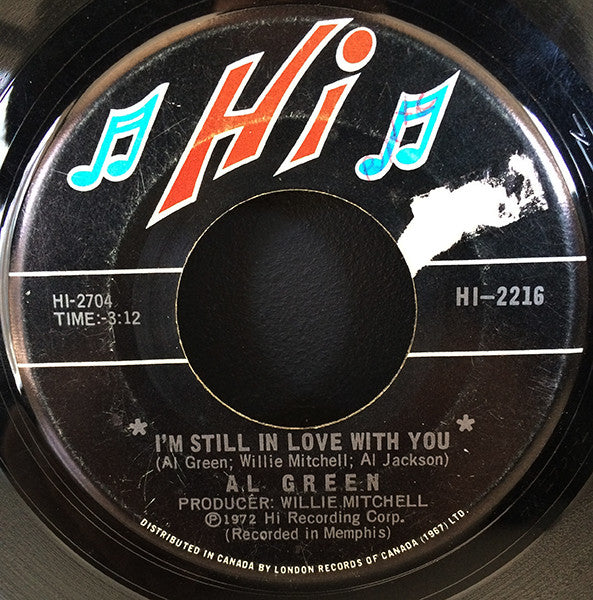 Hi
HI-2704
TIME:-3:12
HI-2216
* I'M STILL IN LOVE WITH YOU *
(Al Green; Willie Mitchell; Al Jackson)
AL GREEN
PRODUCER: WILLIE MITCHELL
℗1972 Hi Recording Corp.
(Recorded in Memphis)
DISTRIBUTED IN CANADA BY LONDON RECORDS OF CANADA (1967) LTD.